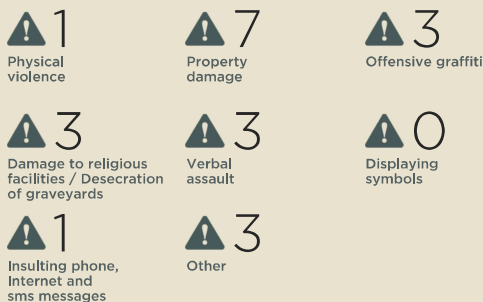 1
Physical
violence
7
Property
damage
3
Offensive graffiti
3
Damage to religious
facilities / Desecration
of graveyards
3
Verbal
assault
0
Displaying
symbols
1
Insulting phone,
Internet and
sms messages
3
Other